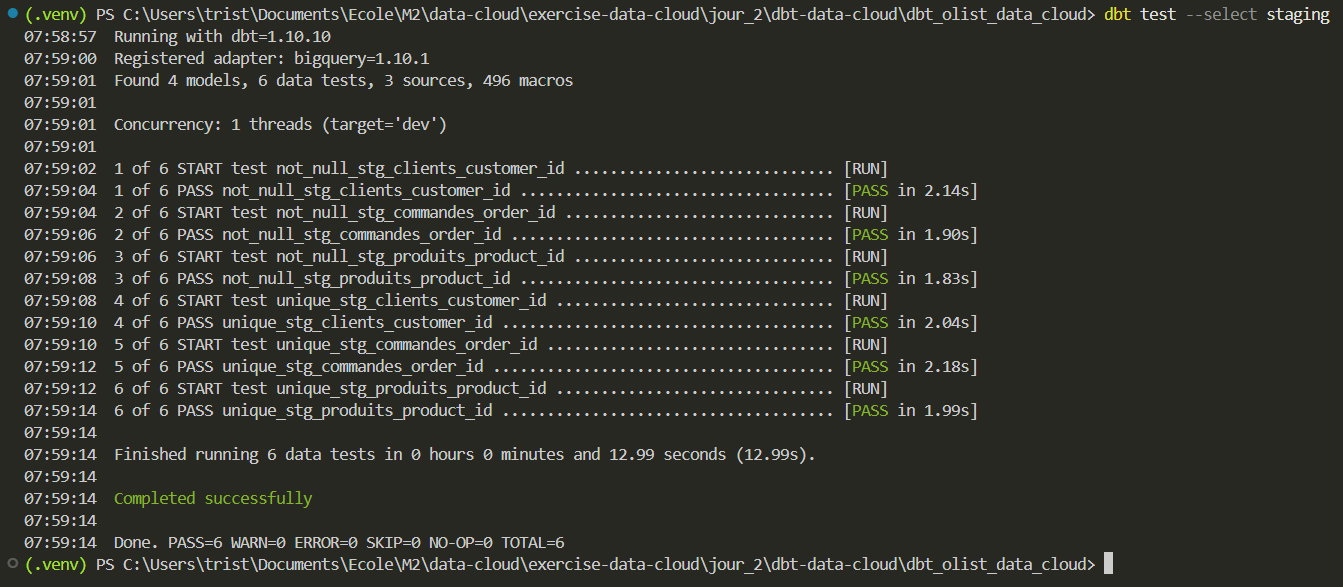 (.venv) PS C:\Users\trist\Documents\Ecole\M2\data-cloud\exercise-data-cloud\jour_2\dbt-data-cloud\dbt_olist_data_cloud> dbt test --select staging
07:58:57  Running with dbt=1.10.10
07:59:00  Registered adapter: bigquery=1.10.1
07:59:01  Found 4 models, 6 data tests, 3 sources, 496 macros
07:59:01
07:59:01  Concurrency: 1 threads (target='dev')
07:59:01
07:59:02  1 of 6 START test not_null_stg_clients_customer_id ............................. [RUN]
07:59:04  1 of 6 PASS not_null_stg_clients_customer_id ................................... [PASS in 2.14s]
07:59:04  2 of 6 START test not_null_stg_commandes_order_id .............................. [RUN]
07:59:06  2 of 6 PASS not_null_stg_commandes_order_id .................................... [PASS in 1.90s]
07:59:06  3 of 6 START test not_null_stg_produits_product_id ............................. [RUN]
07:59:08  3 of 6 PASS not_null_stg_produits_product_id ................................... [PASS in 1.83s]
07:59:08  4 of 6 START test unique_stg_clients_customer_id ............................... [RUN]
07:59:10  4 of 6 PASS unique_stg_clients_customer_id ..................................... [PASS in 2.04s]
07:59:10  5 of 6 START test unique_stg_commandes_order_id ................................ [RUN]
07:59:12  5 of 6 PASS unique_stg_commandes_order_id ...................................... [PASS in 2.18s]
07:59:12  6 of 6 START test unique_stg_produits_product_id ............................... [RUN]
07:59:14  6 of 6 PASS unique_stg_produits_product_id ..................................... [PASS in 1.99s]
07:59:14
07:59:14  Finished running 6 data tests in 0 hours 0 minutes and 12.99 seconds (12.99s).
07:59:14
07:59:14  Completed successfully
07:59:14
07:59:14  Done. PASS=6 WARN=0 ERROR=0 SKIP=0 NO-OP=0 TOTAL=6
(.venv) PS C:\Users\trist\Documents\Ecole\M2\data-cloud\exercise-data-cloud\jour_2\dbt-data-cloud\dbt_olist_data_cloud>